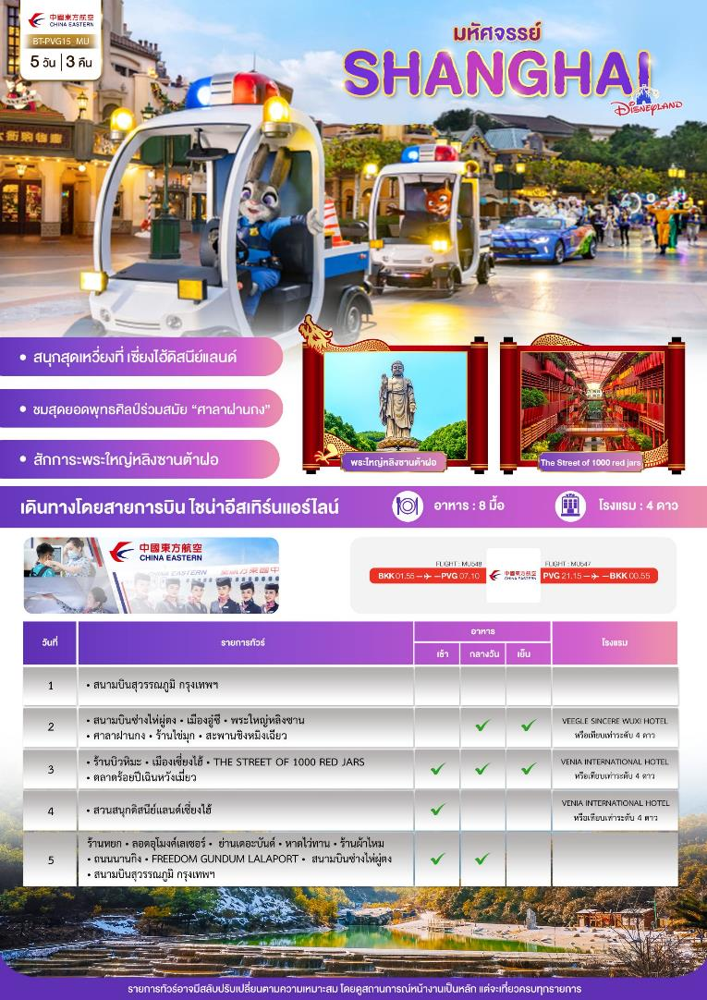 中國東方航空
CHINA EASTERN
BT-PVG15_MU
5 วัน | 3 คืน
มหัศจรรย์
SHANGHAI
DISNEYLAND
• สนุกสุดเหวี่ยงที่ เซี่ยงไฮ้ดิสนีย์แลนด์
• ชมสุดยอดพุทธศิลป์ร่วมสมัย “ศาลาฝานกง”
• สักการะพระใหญ่หลิงซานต้าฝอ
พระใหญ่หลิงซานต้าฝอ
The Street of 1000 red jars
เดินทางโดยสายการบิน ไชน่าอีสเทิร์นแอร์ไลน์
อาหาร : 8 มื้อ
โรงแรม : 4 ดาว
中國東方航空
CHINA EASTERN
CHINA EASTERN
FLIGHT : MU548
BKK 01.55 PVG 07.10
中國東方航空
CHINA EASTERN
FLIGHT : MU547
PVG 21.15 BKK 00.55
วันที่ รายการทัวร์ อาหาร โรงแรม
เช้า กลางวัน เย็น
1 • สนามบินสุวรรณภูมิ กรุงเทพฯ
2 • สนามบินซ่างไห่ผู่ตง • เมืองอู๋ซี • พระใหญ่หลิงซาน ✓ ✓ VEEGLE SINCERE WUXI HOTEL
• ศาลาฝานกง • ร้านไข่มุก • สะพานชิงหมิงเฉียว หรือเทียบเท่าระดับ 4 ดาว
3 • ร้านบัวหิมะ • เมืองเซี่ยงไฮ้ • THE STREET OF 1000 RED JARS ✓ ✓ ✓ VENIA INTERNATIONAL HOTEL
• ตลาดร้อยปีเฉินหวังเมี่ยว หรือเทียบเท่าระดับ 4 ดาว
4 • สวนสนุกดิสนีย์แลนด์เซี่ยงไฮ้ ✓ VENIA INTERNATIONAL HOTEL
หรือเทียบเท่าระดับ 4 ดาว
5 ร้านหยก • ลอดอุโมงค์เลเซอร์ • ย่านเดอะบันด์ • หาดไว่ทาน • ร้านผ้าไหม ✓ ✓
• ถนนนานกิง • FREEDOM GUNDUM LALAPORT • สนามบินซ่างไห่ผู่ตง
• สนามบินสุวรรณภูมิ กรุงเทพฯ
รายการทัวร์อาจมีสลับปรับเปลี่ยนตามความเหมาะสม โดยดูสถานการณ์หน้างานเป็นหลัก แต่จะเที่ยวครบทุกรายการ